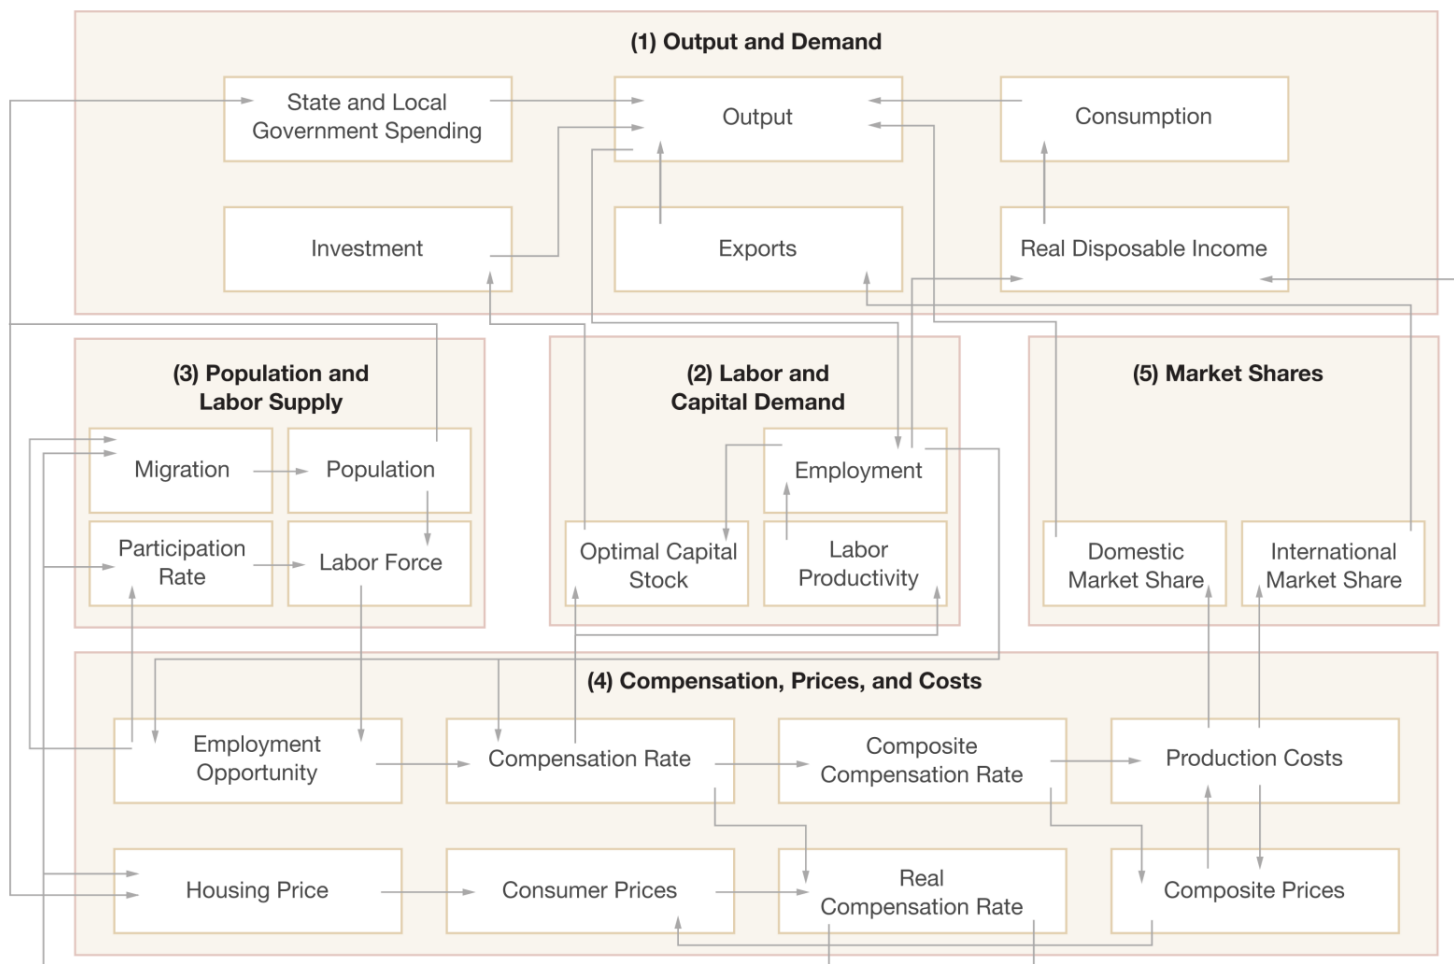 (1) Output and Demand
State and Local
Government Spending
Output
Consumption
Investment
Exports
Real Disposable Income
(3) Population and
Labor Supply
Migration
Population
Participation
Rate
Labor Force
(2) Labor and
Capital Demand
Employment
Optimal Capital
Stock
Labor
Productivity
(5) Market Shares
Domestic
Market Share
International
Market Share
(4) Compensation, Prices, and Costs
Employment
Opportunity
Compensation Rate
Composite
Compensation Rate
Production Costs
Housing Price
Consumer Prices
Real
Compensation Rate
Composite Prices